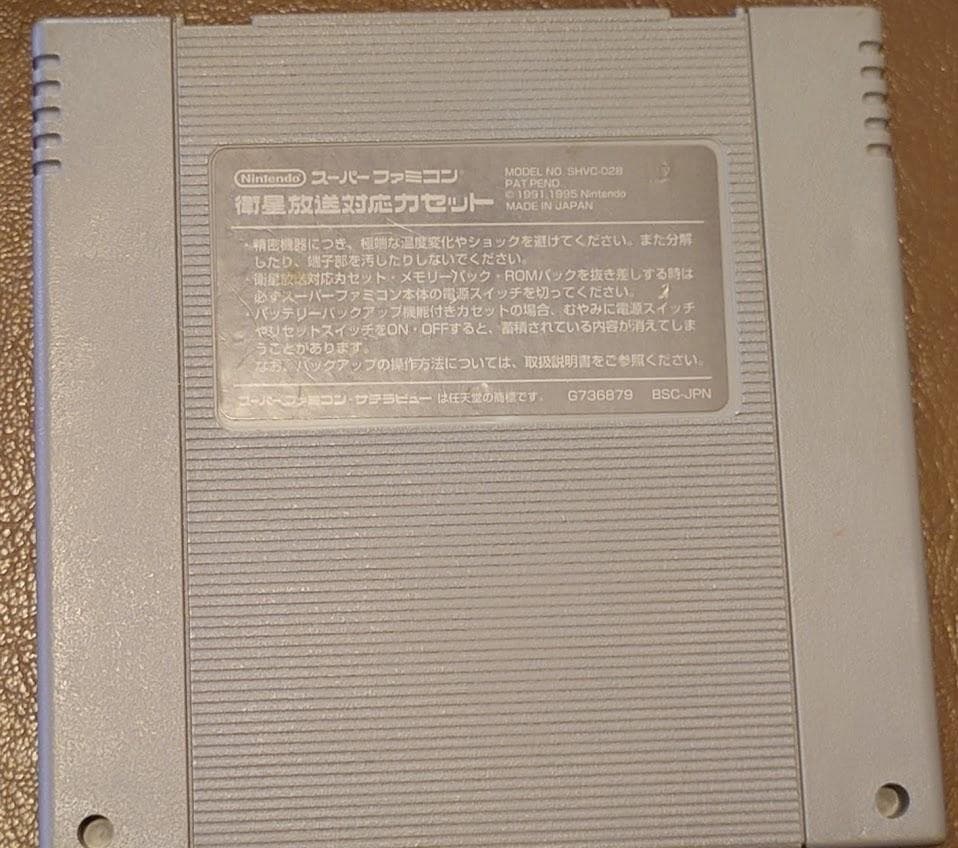 Nintendo スーパーファミコン
衛星放送対応カセット
MODEL NO. SHVC-028
PAT.PEND.
© 1991,1995 Nintendo
MADE IN JAPAN
・精密機器につき、極端な温度変化やショックを避けてください。また分解
したり、端子部を汚したりしないでください。
・衛星放送対応カセット・メモリーパック・ROMパックを抜き差しする時は
必ずスーパーファミコン本体の電源スイッチを切ってください。
・バッテリーバックアップ機能付きカセットの場合、むやみに電源スイッチ
やリセットスイッチをON・OFFすると、蓄積されている内容が消えてしま
うことがあります。
なお、バックアップの操作方法については、取扱説明書をご参照ください。
スーパーファミコン・サテラビューは任天堂の商標です。 G736879 BSC-JPN